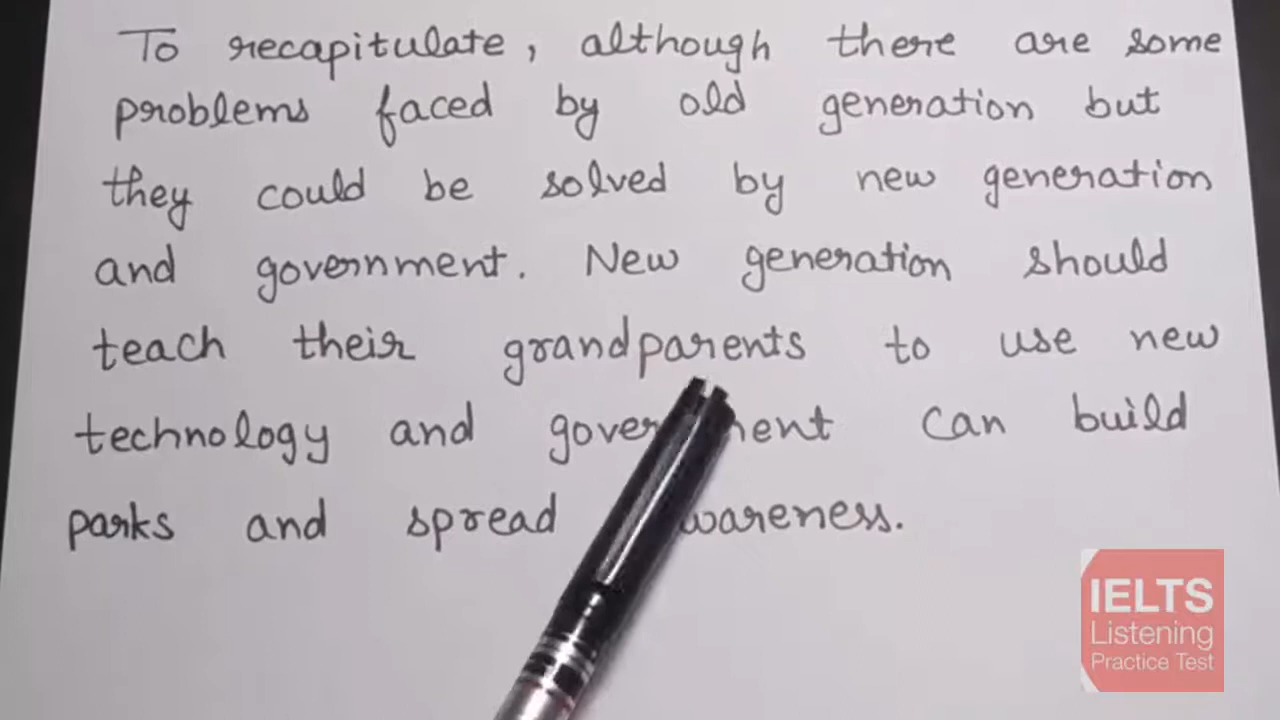 To recapitulate, although there are some
problems faced by old generation but
they could be solved by new generation
and government. New generation should
teach their grandparents to use new
technology and government can build
parks and spread awareness.
IELTS
Listening
Practice Test